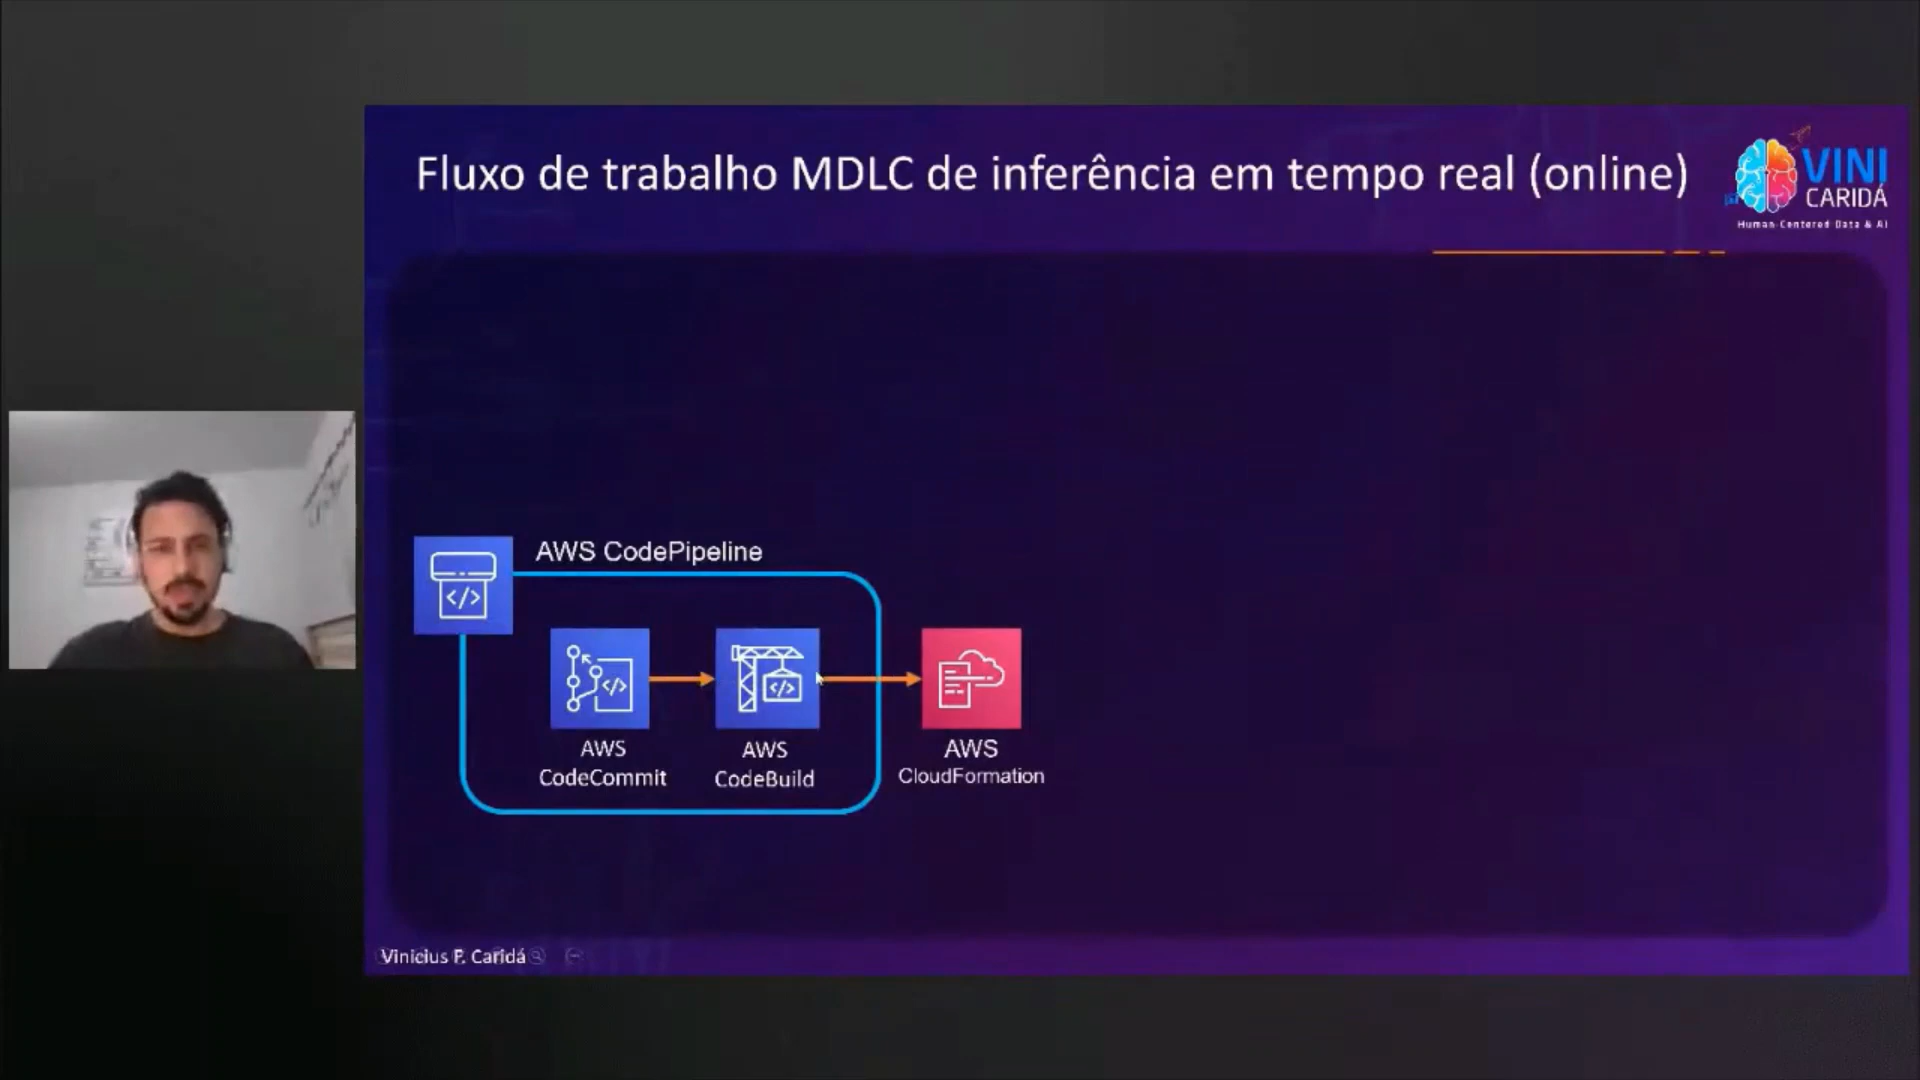 Fluxo de trabalho MDLC de inferência em tempo real (online)
VINI
CARIDÁ
Human-Centered Data & AI
AWS CodePipeline
</>
</>
</>
AWS
CodeCommit
AWS
CodeBuild
AWS
CloudFormation
Vinicius F. Caridá